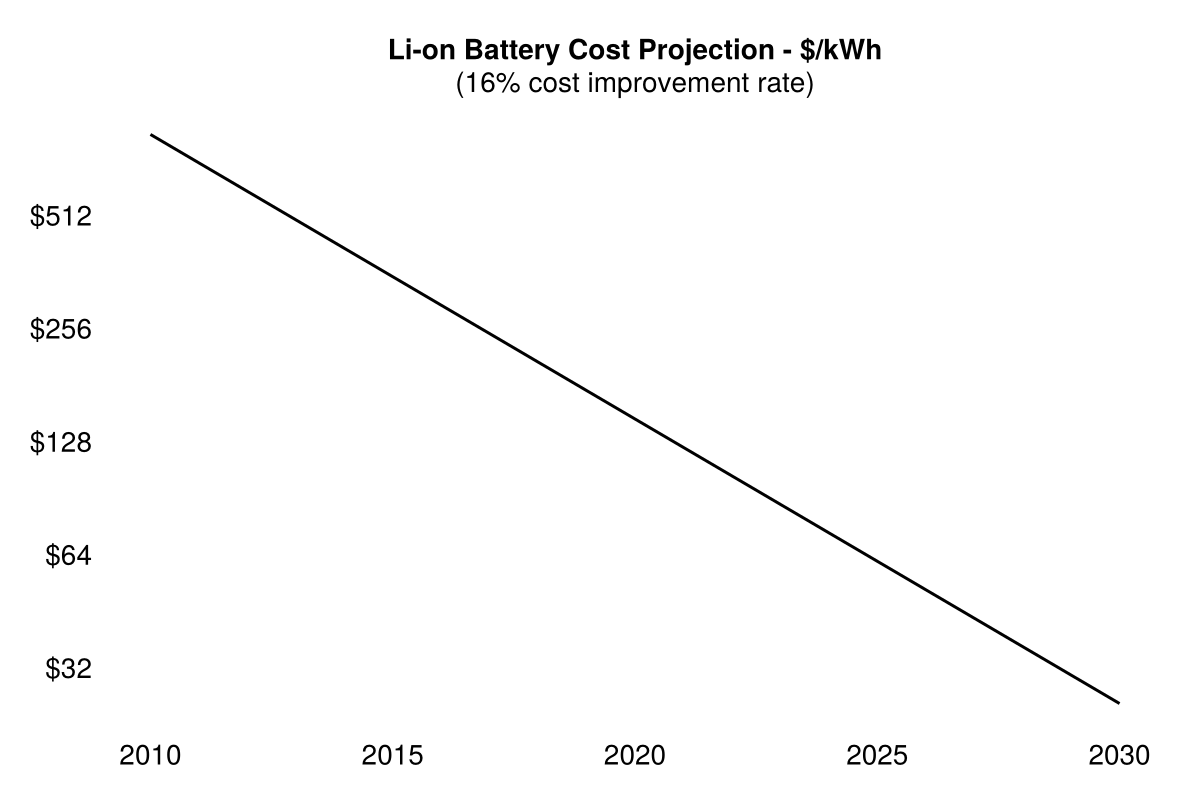 Li-on Battery Cost Projection - $/kWh
(16% cost improvement rate)
$512
$256
$128
$64
$32
2010 2015 2020 2025 2030